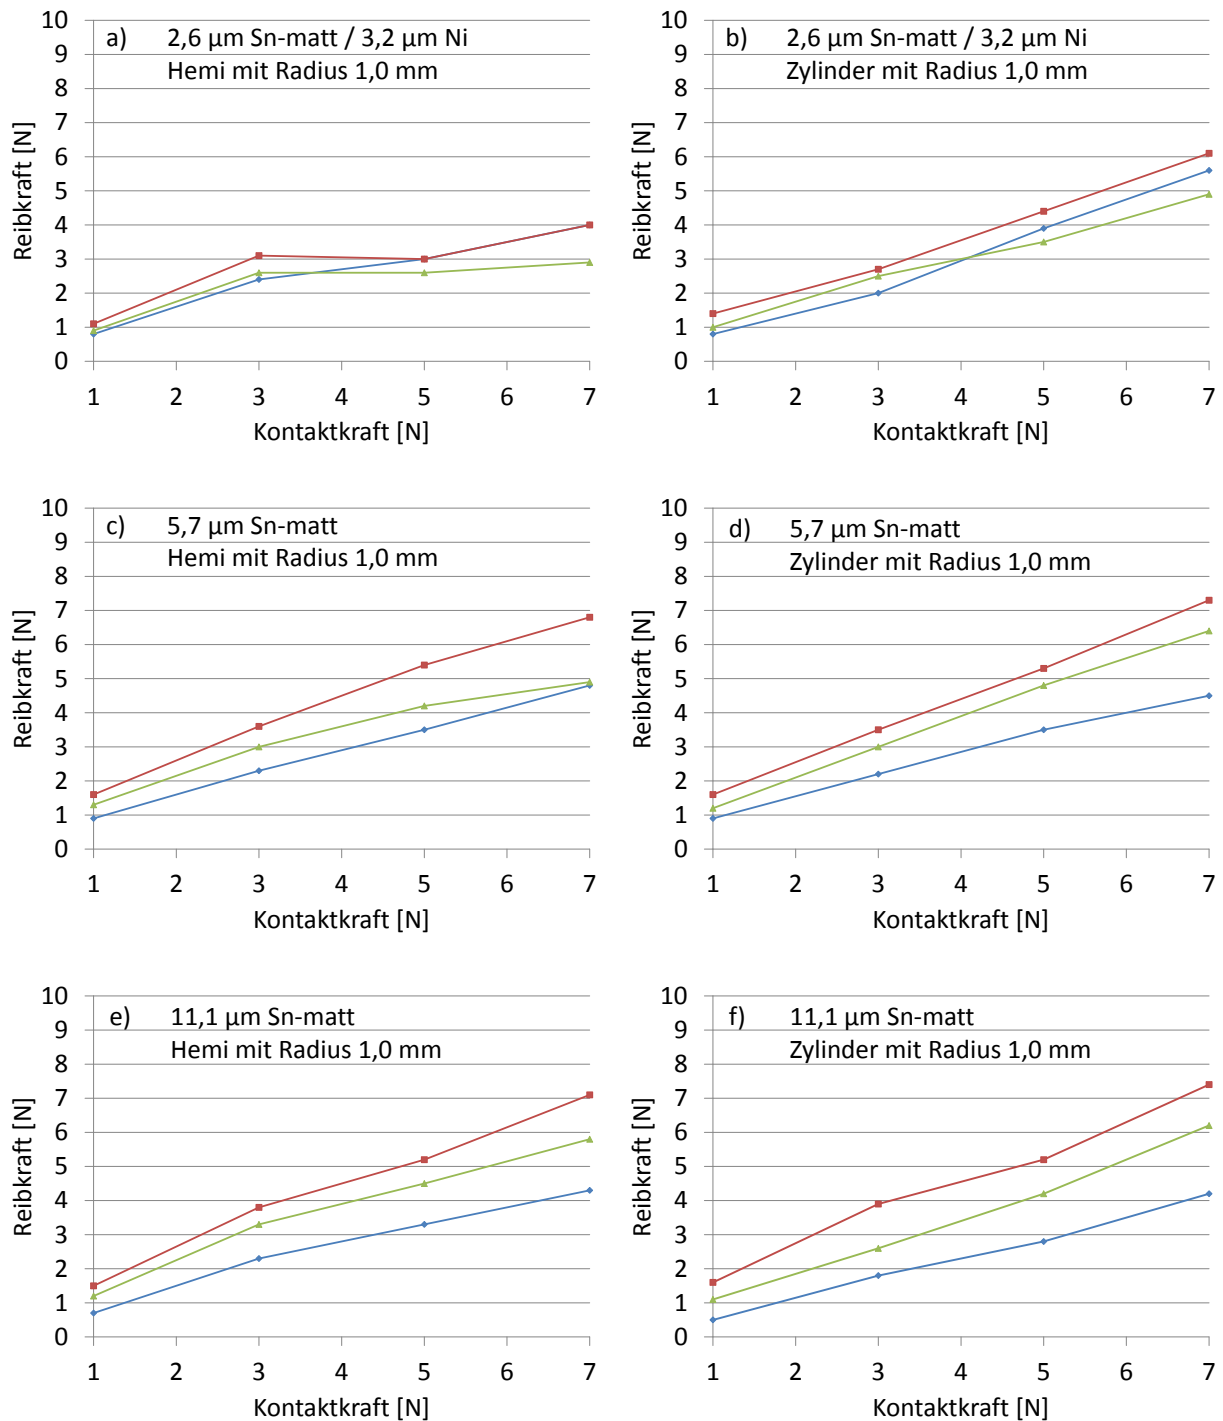 a) 2,6 µm Sn-matt / 3,2 µm Ni
Hemi mit Radius 1,0 mm
10
9
8
7
6
5
4
3
2
1
0
Reibkraft [N]
1 2 3 4 5 6 7
Kontaktkraft [N]
b) 2,6 µm Sn-matt / 3,2 µm Ni
Zylinder mit Radius 1,0 mm
10
9
8
7
6
5
4
3
2
1
0
Reibkraft [N]
1 2 3 4 5 6 7
Kontaktkraft [N]
c) 5,7 µm Sn-matt
Hemi mit Radius 1,0 mm
10
9
8
7
6
5
4
3
2
1
0
Reibkraft [N]
1 2 3 4 5 6 7
Kontaktkraft [N]
d) 5,7 µm Sn-matt
Zylinder mit Radius 1,0 mm
10
9
8
7
6
5
4
3
2
1
0
Reibkraft [N]
1 2 3 4 5 6 7
Kontaktkraft [N]
e) 11,1 µm Sn-matt
Hemi mit Radius 1,0 mm
10
9
8
7
6
5
4
3
2
1
0
Reibkraft [N]
1 2 3 4 5 6 7
Kontaktkraft [N]
f) 11,1 µm Sn-matt
Zylinder mit Radius 1,0 mm
10
9
8
7
6
5
4
3
2
1
0
Reibkraft [N]
1 2 3 4 5 6 7
Kontaktkraft [N]